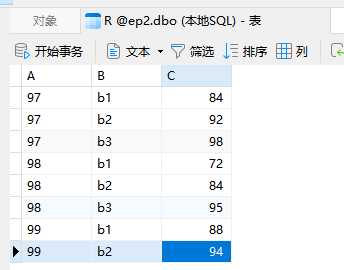 对象 R @ep2.dbo (本地SQL) - 表
开始事务 文本 筛选 排序 列
A B C
97 b1 84
97 b2 92
97 b3 98
98 b1 72
98 b2 84
98 b3 95
99 b1 88
99 b2 94